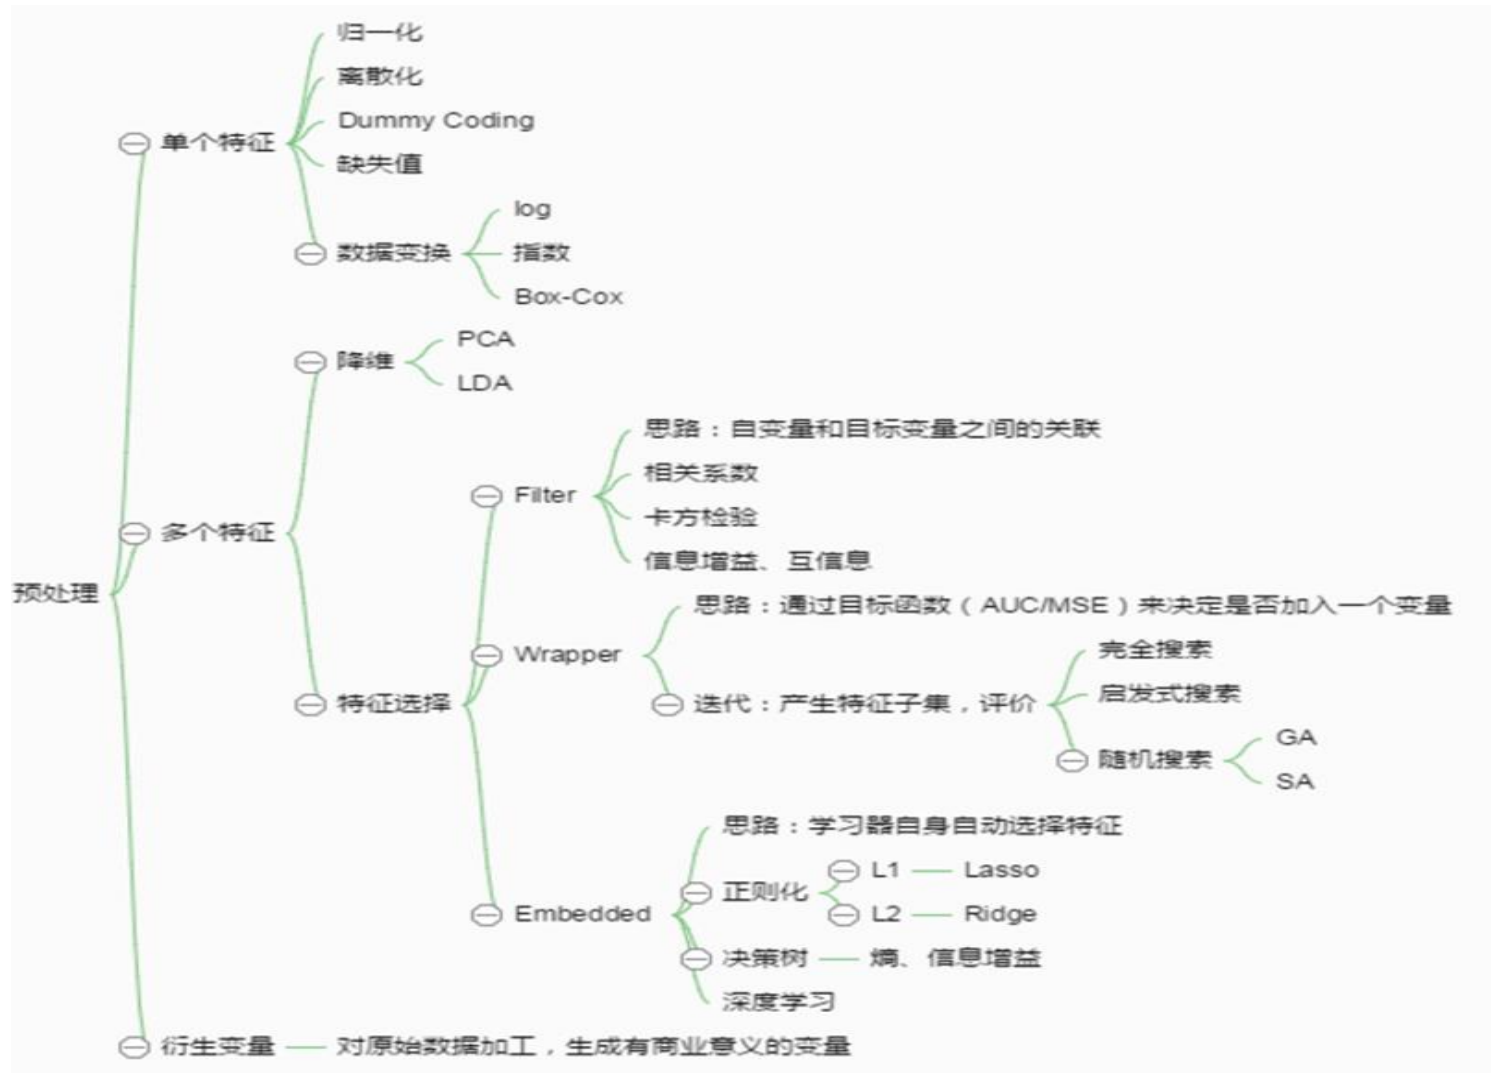 归一化
离散化
Dummy Coding
单个特征
缺失值
log
数据变换
指数
Box-Cox
PCA
降维
LDA
思路：自变量和目标变量之间的关联
相关系数
Filter
卡方检验
多个特征
信息增益、互信息
预处理
思路：通过目标函数（AUC/MSE）来决定是否加入一个变量
Wrapper
完全搜索
启发式搜索
特征选择
迭代：产生特征子集，评价
GA
随机搜索
SA
思路：学习器自身自动选择特征
L1
Lasso
正则化
L2
Ridge
Embedded
决策树
熵、信息增益
深度学习
衍生变量
对原始数据加工，生成有商业意义的变量